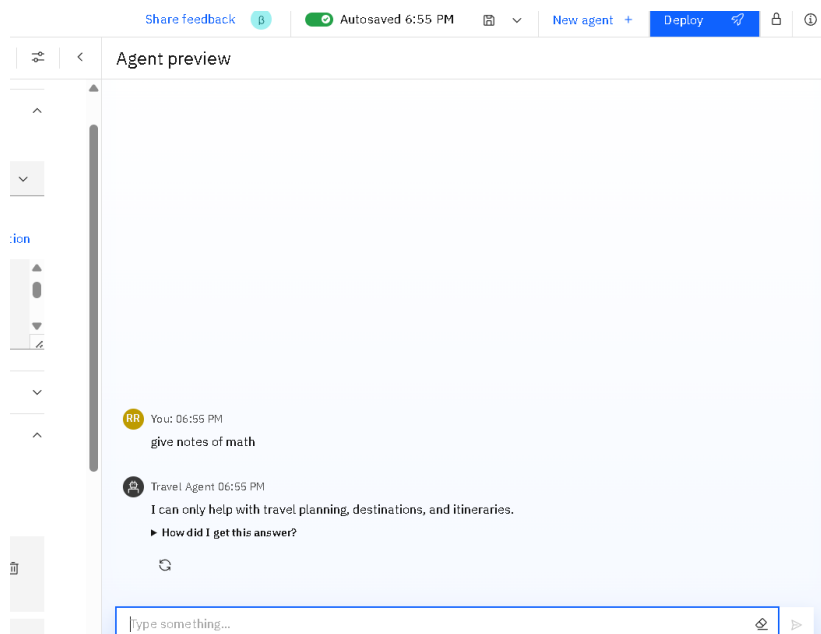 Share feedback β Autosaved 6:55 PM New agent + Deploy
Agent preview
tion
RR You: 06:55 PM
give notes of math
Travel Agent 06:55 PM
I can only help with travel planning, destinations, and itineraries.
How did I get this answer?
Type something...